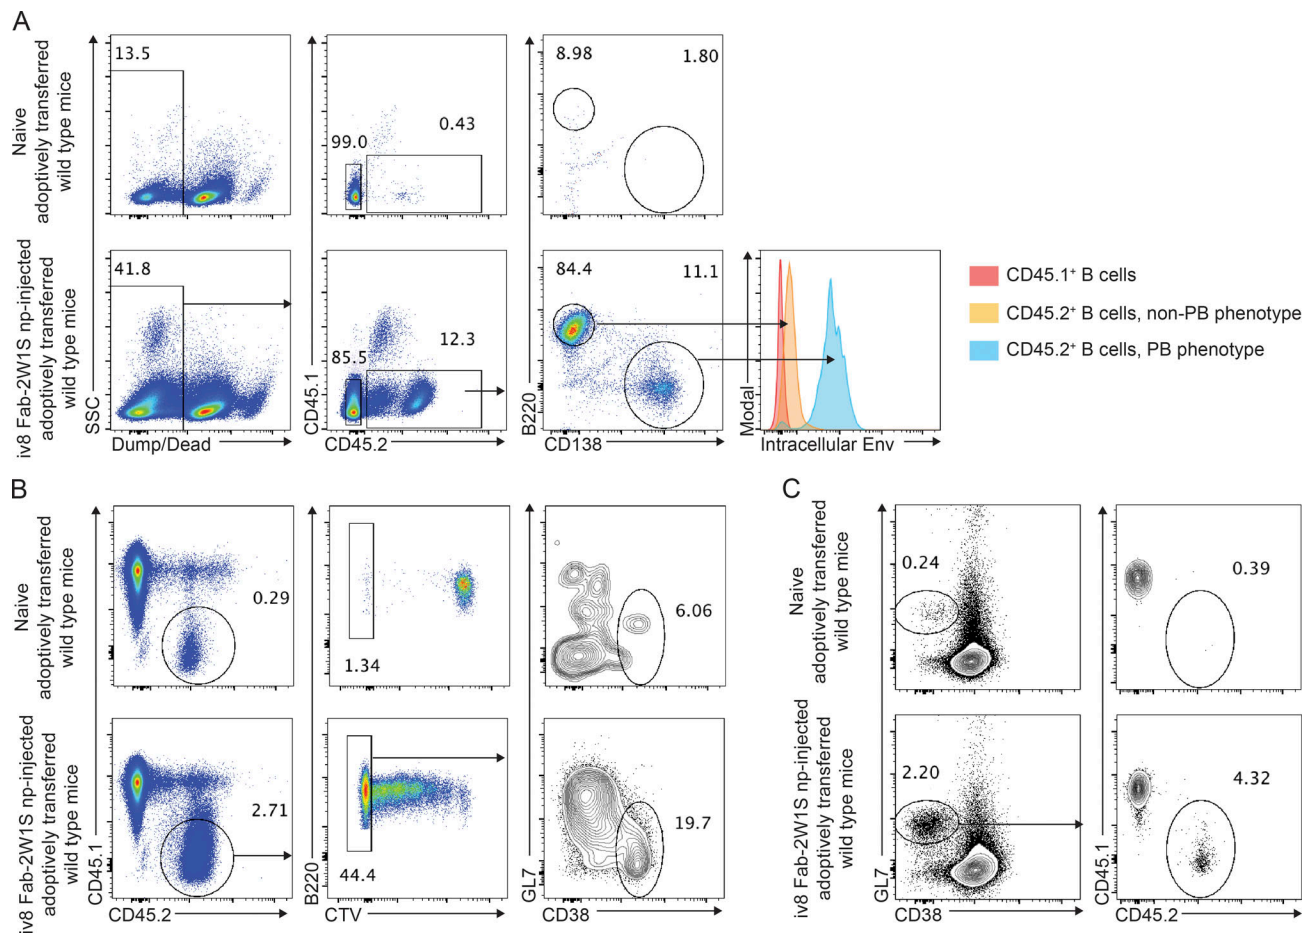 A
Naive
adoptively transferred
wild type mice
13.5
99.0
0.43
8.98
1.80
iv8 Fab-2W1S np-injected
adoptively transferred
wild type mice
SSC
41.8
Dump/Dead
CD45.1
85.5
12.3
CD45.2
B220
84.4
11.1
CD138
Modal
Intracellular Env
CD45.1+ B cells
CD45.2+ B cells, non-PB phenotype
CD45.2+ B cells, PB phenotype
B
Naive
adoptively transferred
wild type mice
0.29
1.34
6.06
iv8 Fab-2W1S np-injected
adoptively transferred
wild type mice
CD45.1
2.71
CD45.2
B220
44.4
CTV
GL7
19.7
CD38
C
Naive
adoptively transferred
wild type mice
0.24
0.39
iv8 Fab-2W1S np-injected
adoptively transferred
wild type mice
GL7
2.20
CD38
CD45.1
4.32
CD45.2